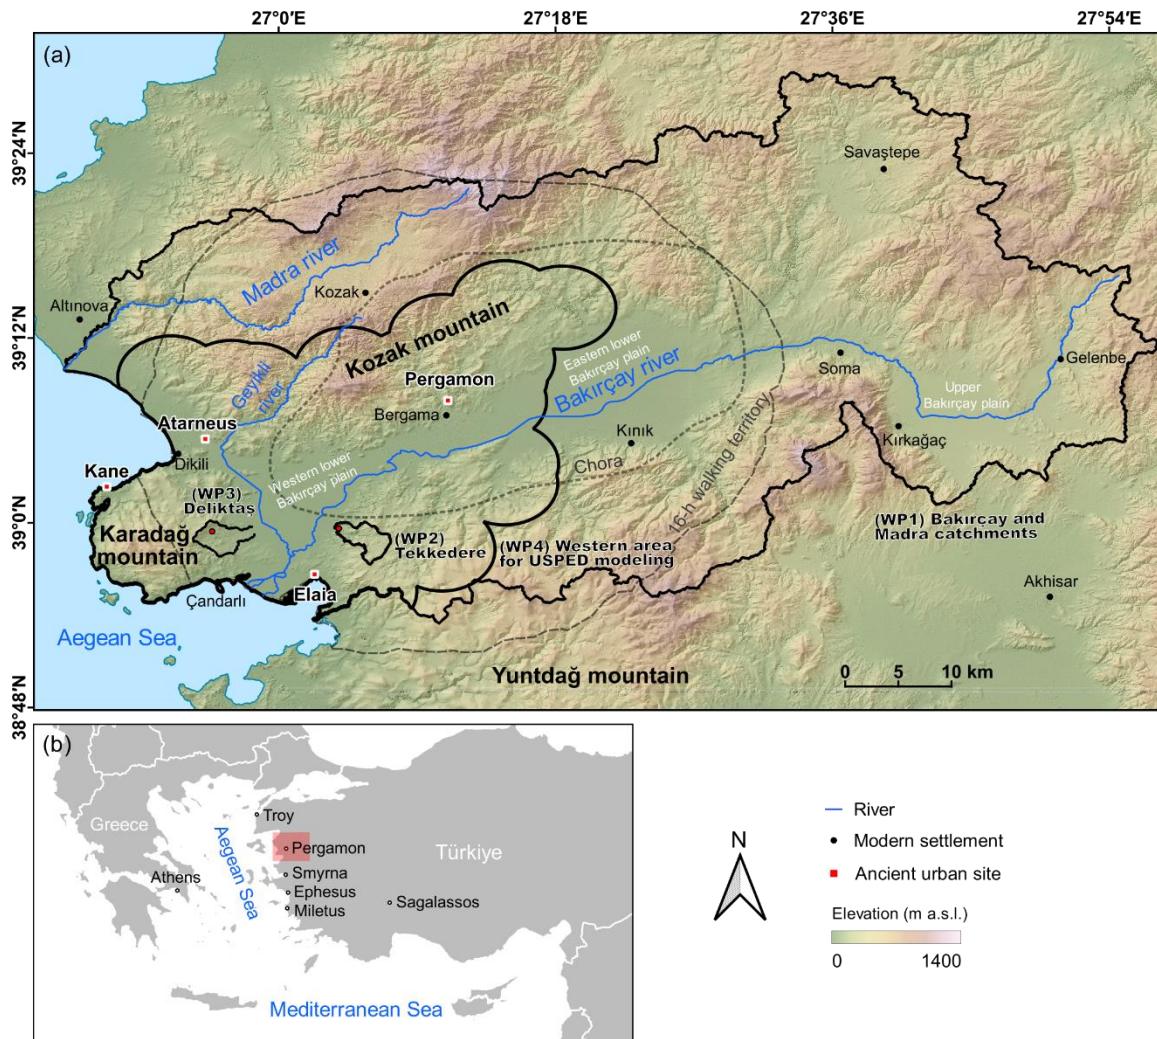 27°0'E
27°18'E
27°36'E
27°54'E
(a)
39°24'N
39°12'N
39°0'N
38°48'N
Savaştepe
Madra river
Kozak
Altınova
Kozak mountain
Geyikli
river
Eastern lower
Bakırçay plain
Bakırçay river
Pergamon
Bergama
Soma
Gelenbe
Upper
Bakırçay plain
Kırkağaç
Atarneus
Dikili
Kınık
Chora
16-h walking territory
Western lower
Bakırçay plain
Kane
(WP3)
Deliktaş
Karadağ
mountain
(WP2)
Tekkedere
(WP4) Western area
for USPED modeling
(WP1) Bakırçay and
Madra catchments
Akhisar
Çandarlı
Elaia
Aegean Sea
Yuntdağ mountain
0 5 10 km
(b)
Greece
Troy
Aegean Sea
Pergamon
Türkiye
Athens
Smyrna
Ephesus
Miletus
Sagalassos
Mediterranean Sea
N
River
Modern settlement
Ancient urban site
Elevation (m a.s.l.)
0 1400